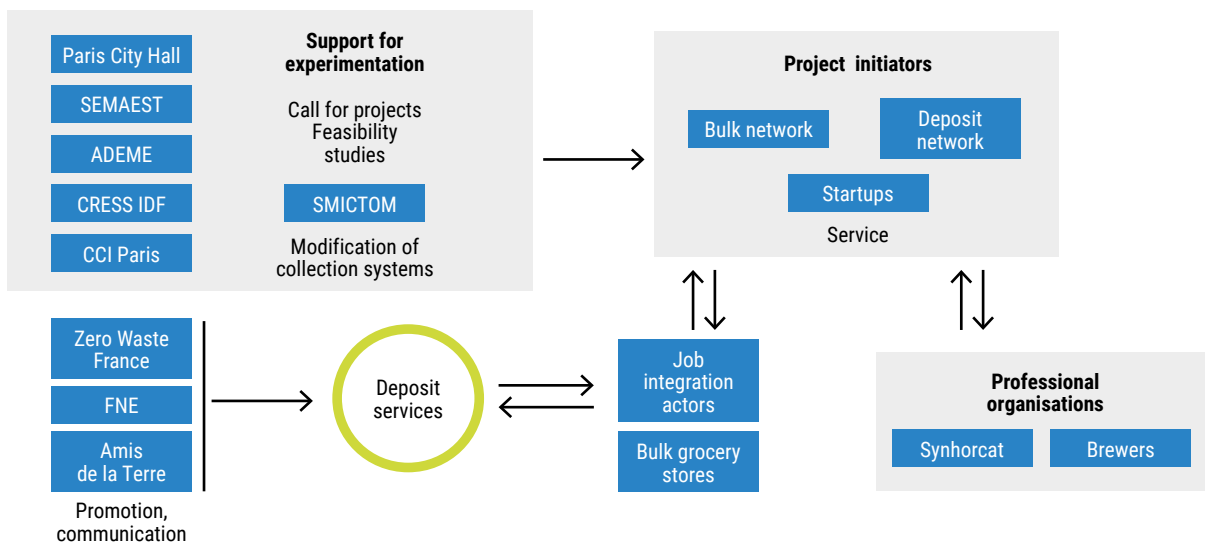 Paris City Hall
SEMAEST
ADEME
CRESS IDF
CCI Paris
Support for
experimentation
Call for projects
Feasibility
studies
SMICTOM
Modification of
collection systems
Project initiators
Bulk network
Deposit
network
Startups
Service
Zero Waste
France
FNE
Amis
de la Terre
Promotion,
communication
Deposit
services
Job
integration
actors
Bulk grocery
stores
Professional
organisations
Synhorcat
Brewers